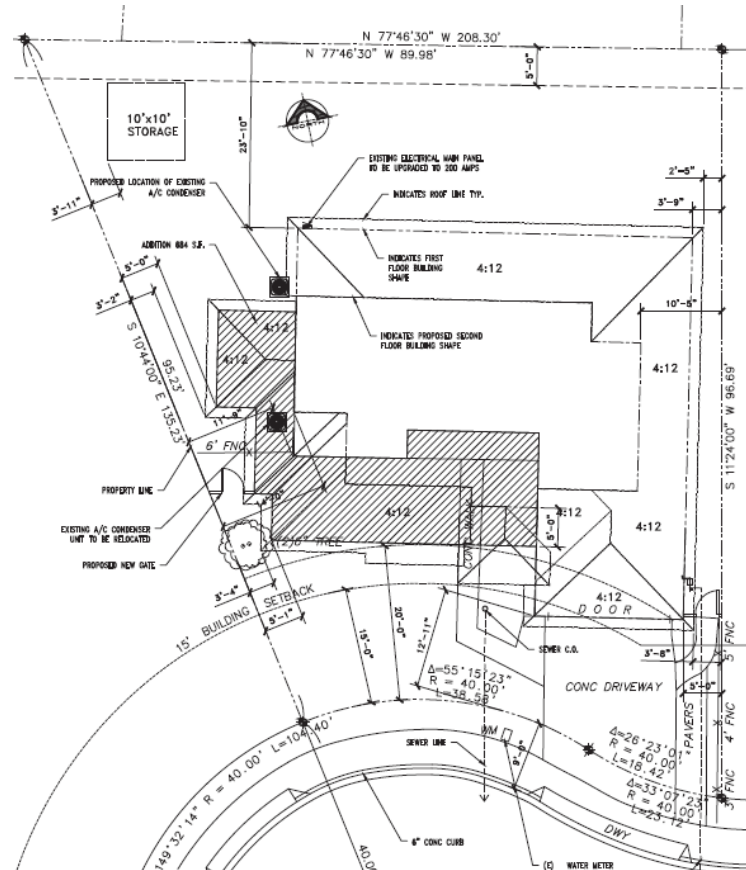 N 77°46'30" W 208.30'
N 77°46'30" W 89.98'
5'-0"
10'x10'
STORAGE
NORTH
23'-10"
EXISTING ELECTRICAL MAIN PANEL
TO BE UPGRADED TO 200 AMPS
PROPOSED LOCATION OF EXISTING
A/C CONDENSER
INDICATES ROOF LINE TYP.
2'-5"
3'-9"
3'-11"
ADDITION 684 S.F.
INDICATES FIRST
FLOOR BUILDING
SHAPE
4:12
5'-0"
3'-2"
10'-5"
4:12
INDICATES PROPOSED SECOND
FLOOR BUILDING SHAPE
4:12
4:12
95.23'
S 10°44'00" E 135.23'
S 11°24'00" W 96.69'
11'-9"
6' FNC
PROPERTY LINE
4:12
CONC WALK
4:12
4:12
5'-0"
EXISTING A/C CONDENSER
UNIT TO BE RELOCATED
(2)6" TREE
PROPOSED NEW GATE
3'-4"
5'-1"
15' BUILDING SETBACK
15'-0"
20'-0"
12'-11"
4:12
DOOR
SEWER C.O.
3'-8"
5' FNC
Δ=55°15'23"
R = 40.00'
L=38.58'
CONC DRIVEWAY
5'-0"
PAVERS
4' FNC
WM
SEWER LINE
9'-0"
Δ=26°23'01"
R = 40.00'
L=18.42'
Δ=33°07'23"
R = 40.00'
L=23.12'
3' FNC
149°32'14" R = 40.00' L=104.40'
6" CONC CURB
DWY
40.00'
(E) WATER METER